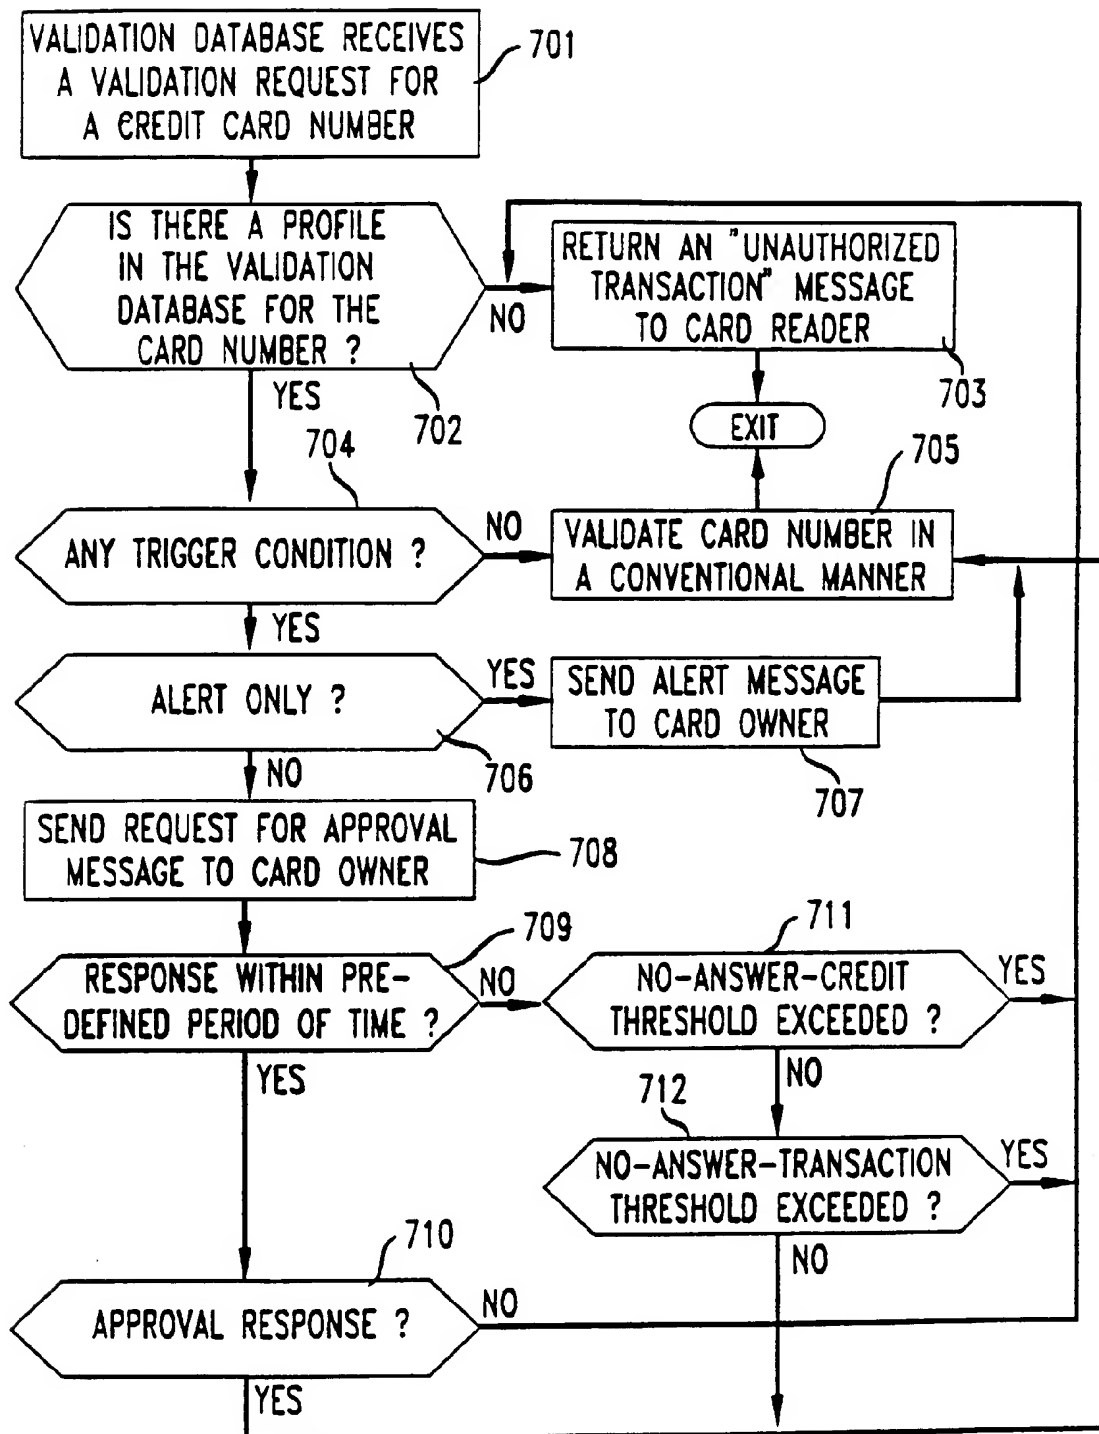 VALIDATION DATABASE RECEIVES
A VALIDATION REQUEST FOR
A CREDIT CARD NUMBER
701
IS THERE A PROFILE
IN THE VALIDATION
DATABASE FOR THE
CARD NUMBER ?
702
NO
RETURN AN "UNAUTHORIZED
TRANSACTION" MESSAGE
TO CARD READER
703
EXIT
YES
704
ANY TRIGGER CONDITION ?
NO
705
VALIDATE CARD NUMBER IN
A CONVENTIONAL MANNER
YES
ALERT ONLY ?
706
YES
SEND ALERT MESSAGE
TO CARD OWNER
707
NO
SEND REQUEST FOR APPROVAL
MESSAGE TO CARD OWNER
708
709
RESPONSE WITHIN PRE-
DEFINED PERIOD OF TIME ?
NO
711
NO-ANSWER-CREDIT
THRESHOLD EXCEEDED ?
YES
YES
NO
712
NO-ANSWER-TRANSACTION
THRESHOLD EXCEEDED ?
YES
NO
710
APPROVAL RESPONSE ?
NO
YES